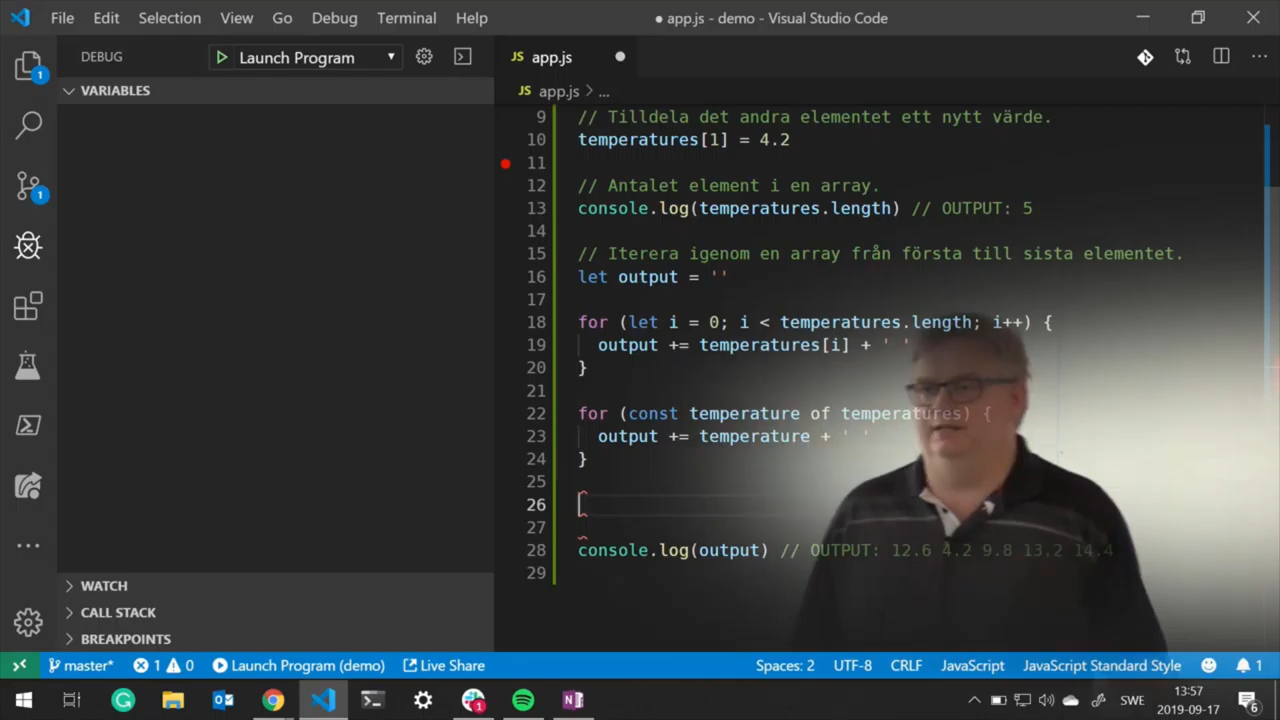 File Edit Selection View Go Debug Terminal Help
● app.js - demo - Visual Studio Code
DEBUG
Launch Program
JS app.js
VARIABLES
JS app.js > ...
9 // Tilldela det andra elementet ett nytt värde.
10 temperatures[1] = 4.2
11
12 // Antalet element i en array.
13 console.log(temperatures.length) // OUTPUT: 5
14
15 // Iterera igenom en array från första till sista elementet.
16 let output = ''
17
18 for (let i = 0; i < temperatures.length; i++) {
19 output += temperatures[i] + ' '
20 }
21
22 for (const temperature of temperatures) {
23 output += temperature + ' '
24 }
25
26
27
28 console.log(output) // OUTPUT: 12.6 4.2 9.8 13.2 14.4
29
WATCH
CALL STACK
BREAKPOINTS
1
1
master* 1 0 Launch Program (demo) Live Share Spaces: 2 UTF-8 CRLF JavaScript JavaScript Standard Style 1
1
SWE
13:57
2019-09-17
6